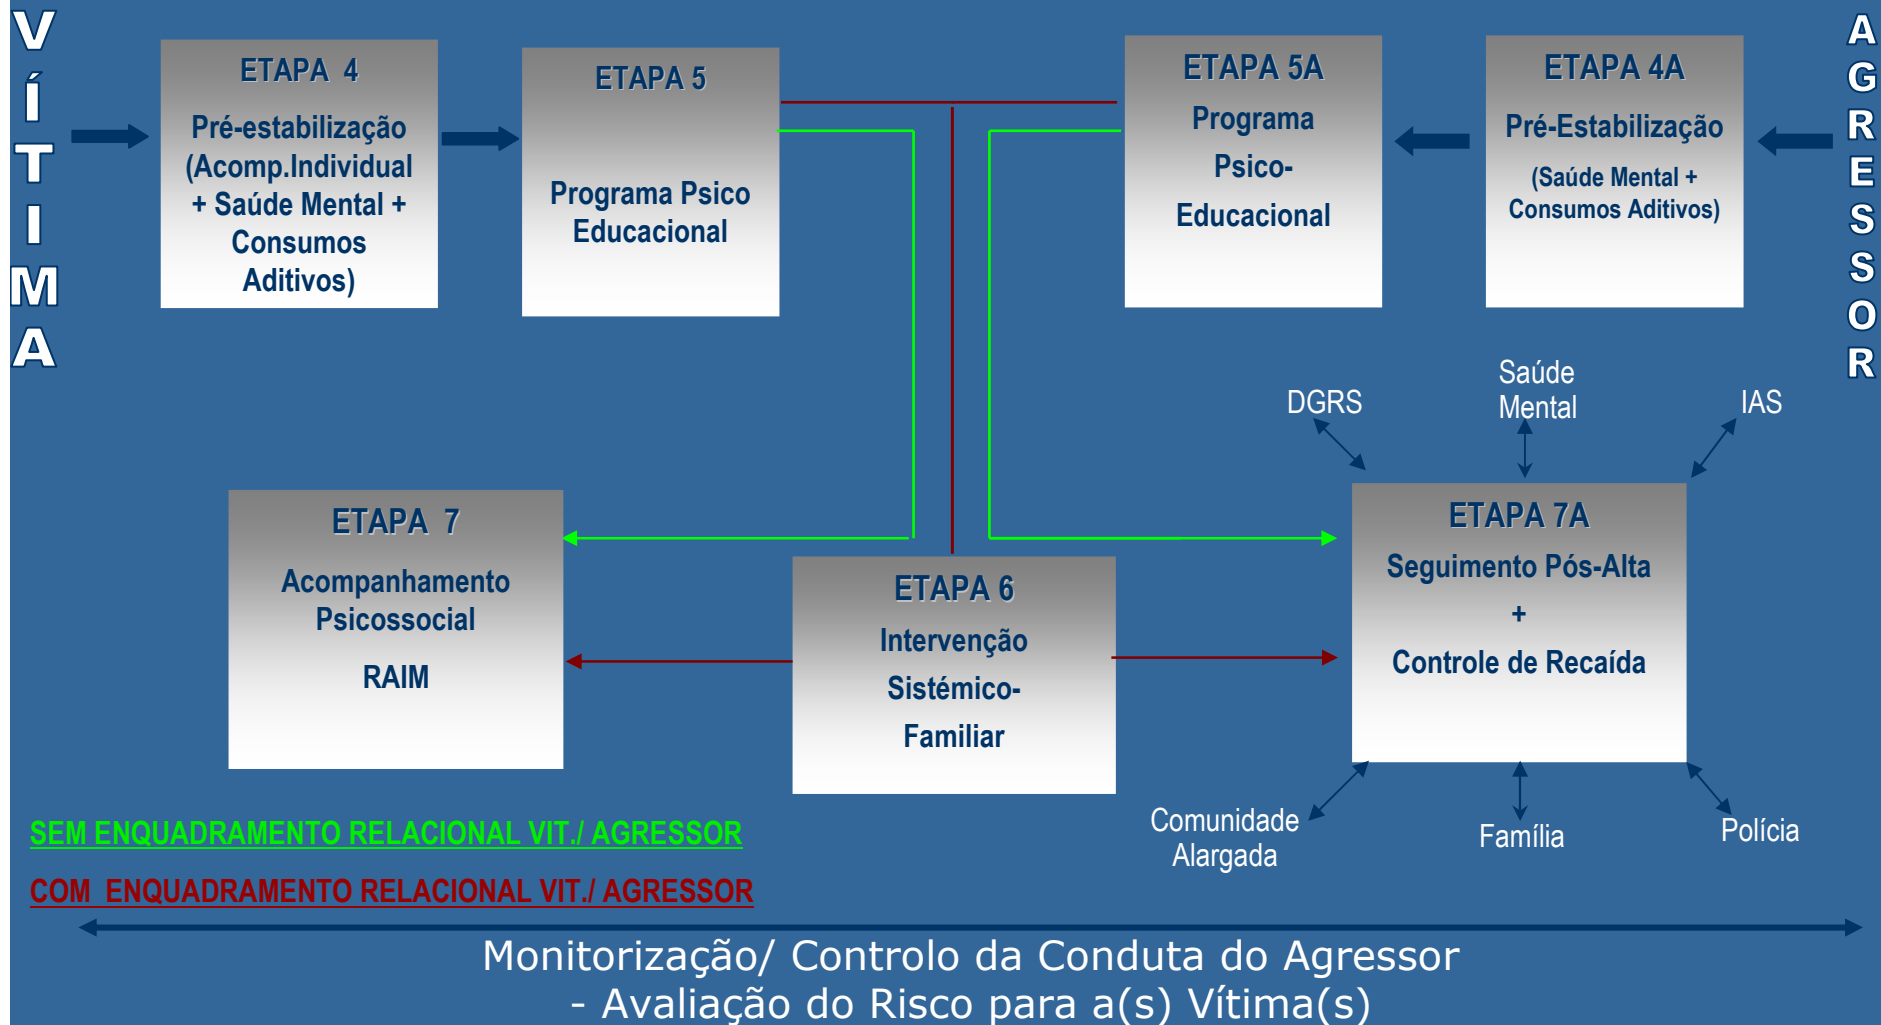 VÍTIMA
ETAPA 4
Pré-estabilização
(Acomp.Individual
+ Saúde Mental +
Consumos
Aditivos)
ETAPA 5
Programa Psico
Educacional
ETAPA 5A
Programa
Psico-
Educacional
ETAPA 4A
Pré-Estabilização
(Saúde Mental +
Consumos Aditivos)
AGRESSOR
DGRS
Saúde
Mental
IAS
ETAPA 7
Acompanhamento
Psicossocial
RAIM
ETAPA 6
Intervenção
Sistémico-
Familiar
ETAPA 7A
Seguimento Pós-Alta
+
Controle de Recaída
Comunidade
Alargada
Família
Polícia
SEM ENQUADRAMENTO RELACIONAL VIT./ AGRESSOR
COM ENQUADRAMENTO RELACIONAL VIT./ AGRESSOR
Monitorização/ Controlo da Conduta do Agressor
- Avaliação do Risco para a(s) Vítima(s)